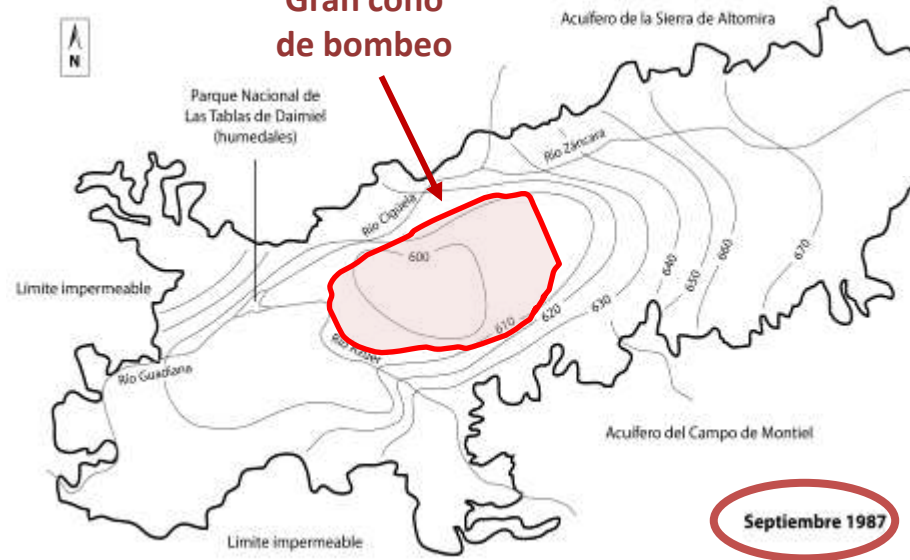 Gran cono
de bombeo
Acuífero de la Sierra de Altomira
N
Parque Nacional de
Las Tablas de Daimiel
(humedales)
Río Záncara
Río Cigüela
600
Límite impermeable
640
650
660
670
630
620
610
Río Azuer
Río Guadiana
Acuífero del Campo de Montiel
Septiembre 1987
Límite impermeable